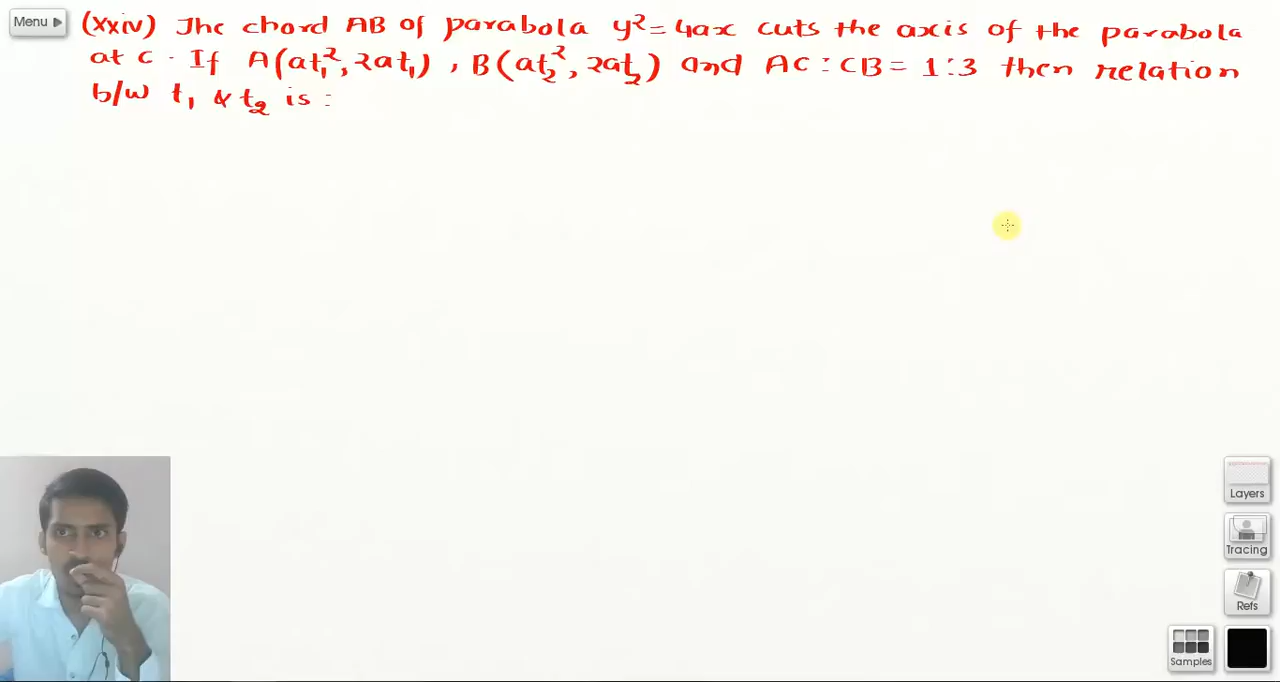 Menu
(xxiv) The chord AB of parabola y²=4ax cuts the axis of the parabola
at C. If A(at₁², 2at₁), B(at₂², 2at₂) and AC:CB=1:3 then relation
b/w t₁ & t₂ is:
Layers
Tracing
Refs
Samples